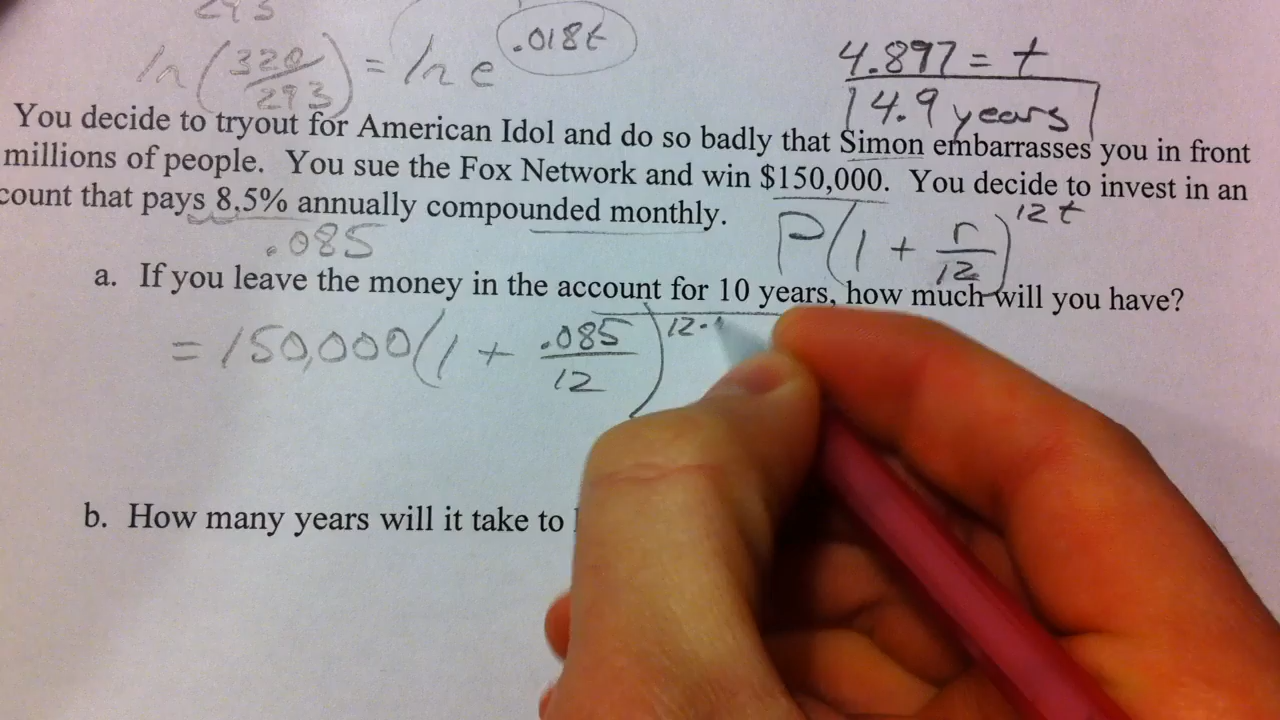 293
ln(320/293) = ln e^.018t
4.897 = t
4.9 years
You decide to tryout for American Idol and do so badly that Simon embarrasses you in front
millions of people. You sue the Fox Network and win $150,000. You decide to invest in an
count that pays 8.5% annually compounded monthly.
.085
P(1 + r/12)^12t
a. If you leave the money in the account for 10 years, how much will you have?
= 150,000(1 + .085/12)^12·
b. How many years will it take to